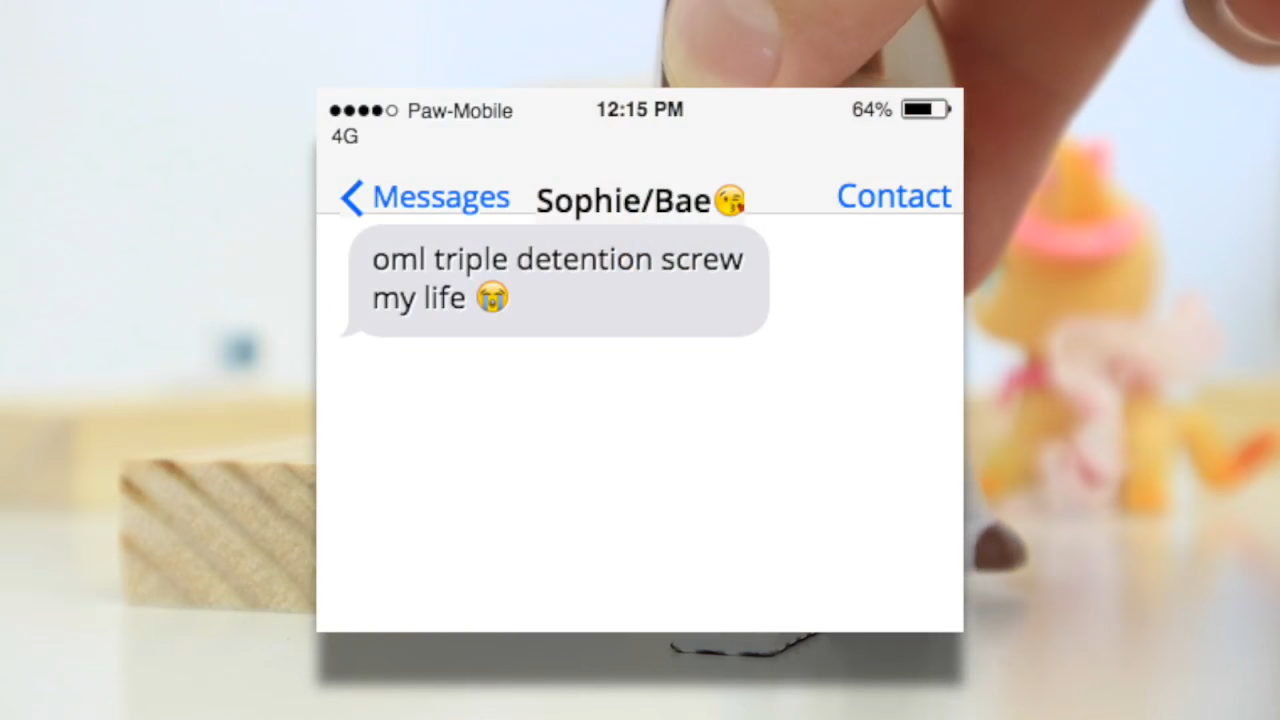 ●●●●○ Paw-Mobile 12:15 PM 64%
4G
Messages Sophie/Bae😘 Contact
oml triple detention screw
my life 😭